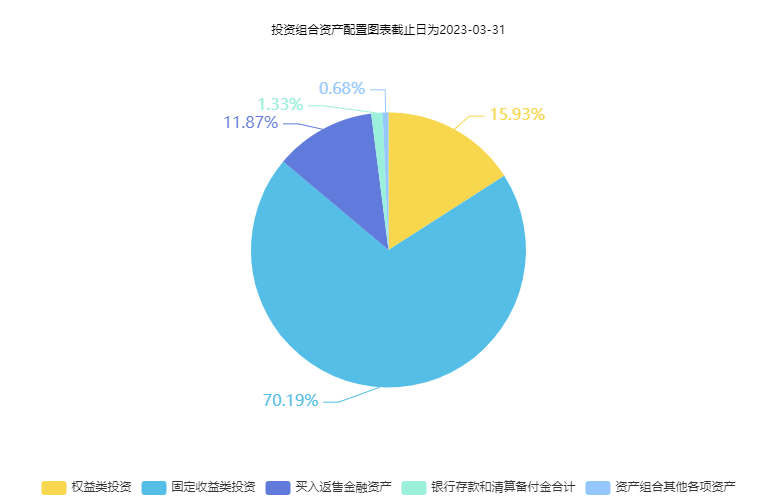 投资组合资产配置图表截止日为2023-03-31
0.68%
1.33%
15.93%
11.87%
70.19%
权益类投资 固定收益类投资 买入返售金融资产 银行存款和清算备付金合计 资产组合其他各项资产